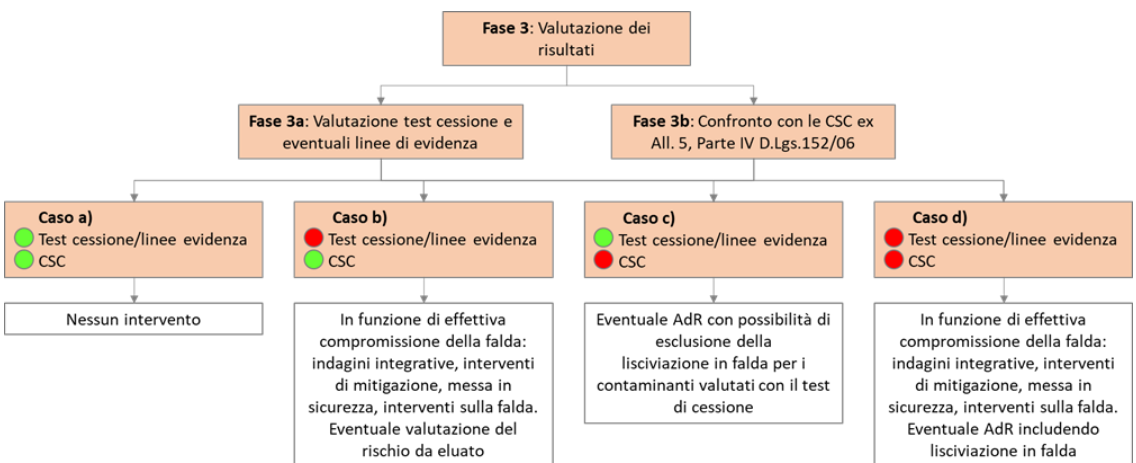 Fase 3: Valutazione dei
risultati
Fase 3a: Valutazione test cessione e
eventuali linee di evidenza
Fase 3b: Confronto con le CSC ex
All. 5, Parte IV D.Lgs.152/06
Caso a)
Test cessione/linee evidenza
CSC
Caso b)
Test cessione/linee evidenza
CSC
Caso c)
Test cessione/linee evidenza
CSC
Caso d)
Test cessione/linee evidenza
CSC
Nessun intervento
In funzione di effettiva
compromissione della falda:
indagini integrative, interventi
di mitigazione, messa in
sicurezza, interventi sulla falda.
Eventuale valutazione del
rischio da eluato
Eventuale AdR con possibilità di
esclusione della
lisciviazione in falda per i
contaminanti valutati con il test
di cessione
In funzione di effettiva
compromissione della falda:
indagini integrative, interventi
di mitigazione, messa in
sicurezza, interventi sulla falda.
Eventuale AdR includendo
lisciviazione in falda